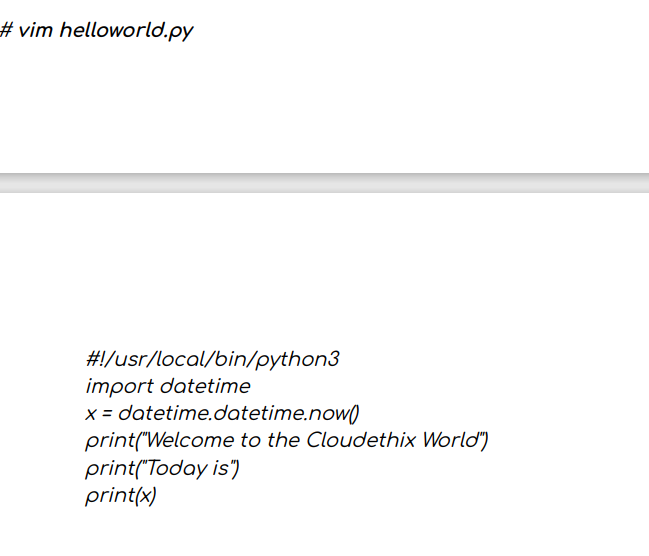 # vim helloworld.py
#!/usr/local/bin/python3
import datetime
x = datetime.datetime.now()
print("Welcome to the Cloudethix World")
print("Today is")
print(x)